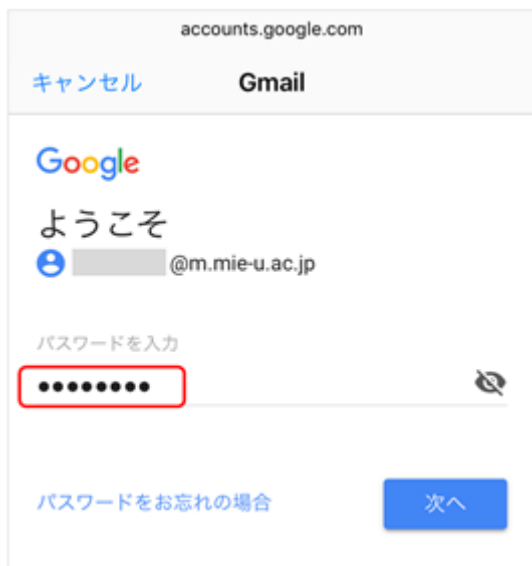 accounts.google.com
キャンセル Gmail
Google
ようこそ
@m.mie-u.ac.jp
パスワードを入力
••••••••
パスワードをお忘れの場合 次へ